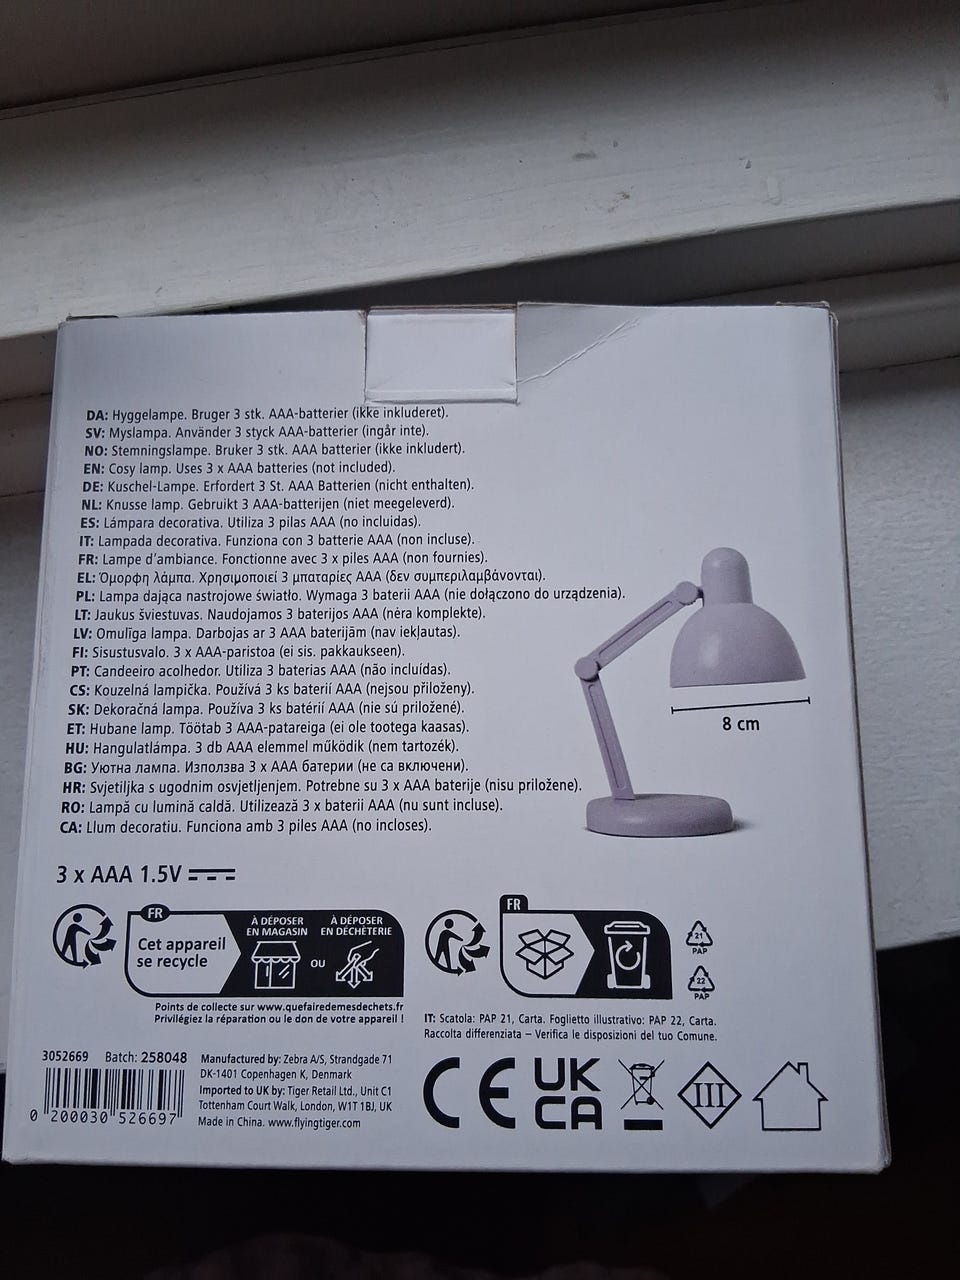 DA: Hyggelampe. Bruger 3 stk. AAA-batterier (ikke inkluderet).
SV: Myslampa. Använder 3 styck AAA-batterier (ingår inte).
NO: Stemningslampe. Bruker 3 stk. AAA batterier (ikke inkludert).
EN: Cosy lamp. Uses 3 x AAA batteries (not included).
DE: Kuschel-Lampe. Erfordert 3 St. AAA Batterien (nicht enthalten).
NL: Knusse lamp. Gebruikt 3 AAA-batterijen (niet meegeleverd).
ES: Lámpara decorativa. Utiliza 3 pilas AAA (no incluidas).
IT: Lampada decorativa. Funziona con 3 batterie AAA (non incluse).
FR: Lampe d'ambiance. Fonctionne avec 3 x piles AAA (non fournies).
EL: Όμορφη λάμπα. Χρησιμοποιεί 3 μπαταρίες AAA (δεν συμπεριλαμβάνονται).
PL: Lampa dająca nastrojowe światło. Wymaga 3 baterii AAA (nie dołączono do urządzenia).
LT: Jaukus šviestuvas. Naudojamos 3 baterijos AAA (nėra komplekte).
LV: Omulīga lampa. Darbojas ar 3 AAA baterijām (nav iekļautas).
FI: Sisustusvalo. 3 x AAA-paristoa (ei sis. pakkaukseen).
PT: Candeeiro acolhedor. Utiliza 3 baterias AAA (não incluídas).
CS: Kouzelná lampička. Používá 3 ks baterií AAA (nejsou přiloženy).
SK: Dekoračná lampa. Používa 3 ks batérií AAA (nie sú priložené).
ET: Hubane lamp. Töötab 3 AAA-patareiga (ei ole tootega kaasas).
HU: Hangulatlámpa. 3 db AAA elemmel működik (nem tartozék).
BG: Уютна лампа. Използва 3 x AAA батерии (не са включени).
HR: Svjetiljka s ugodnim osvjetljenjem. Potrebne su 3 x AAA baterije (nisu priložene).
RO: Lampă cu lumină caldă. Utilizează 3 x baterii AAA (nu sunt incluse).
CA: Llum decoratiu. Funciona amb 3 piles AAA (no incloses).
8 cm
3 x AAA 1.5V
FR
Cet appareil
se recycle
À DÉPOSER
EN MAGASIN
OU
À DÉPOSER
EN DÉCHÈTERIE
Points de collecte sur www.quefairedemesdechets.fr
Privilégiez la réparation ou le don de votre appareil !
FR
21
PAP
22
PAP
IT: Scatola: PAP 21, Carta. Foglietto illustrativo: PAP 22, Carta.
Raccolta differenziata – Verifica le disposizioni del tuo Comune.
3052669 Batch: 258048
0 200030 526697
Manufactured by: Zebra A/S, Strandgade 71
DK-1401 Copenhagen K, Denmark
Imported to UK by: Tiger Retail Ltd., Unit C1
Tottenham Court Walk, London, W1T 1BJ, UK
Made in China. www.flyingtiger.com
CE
UK
CA
III